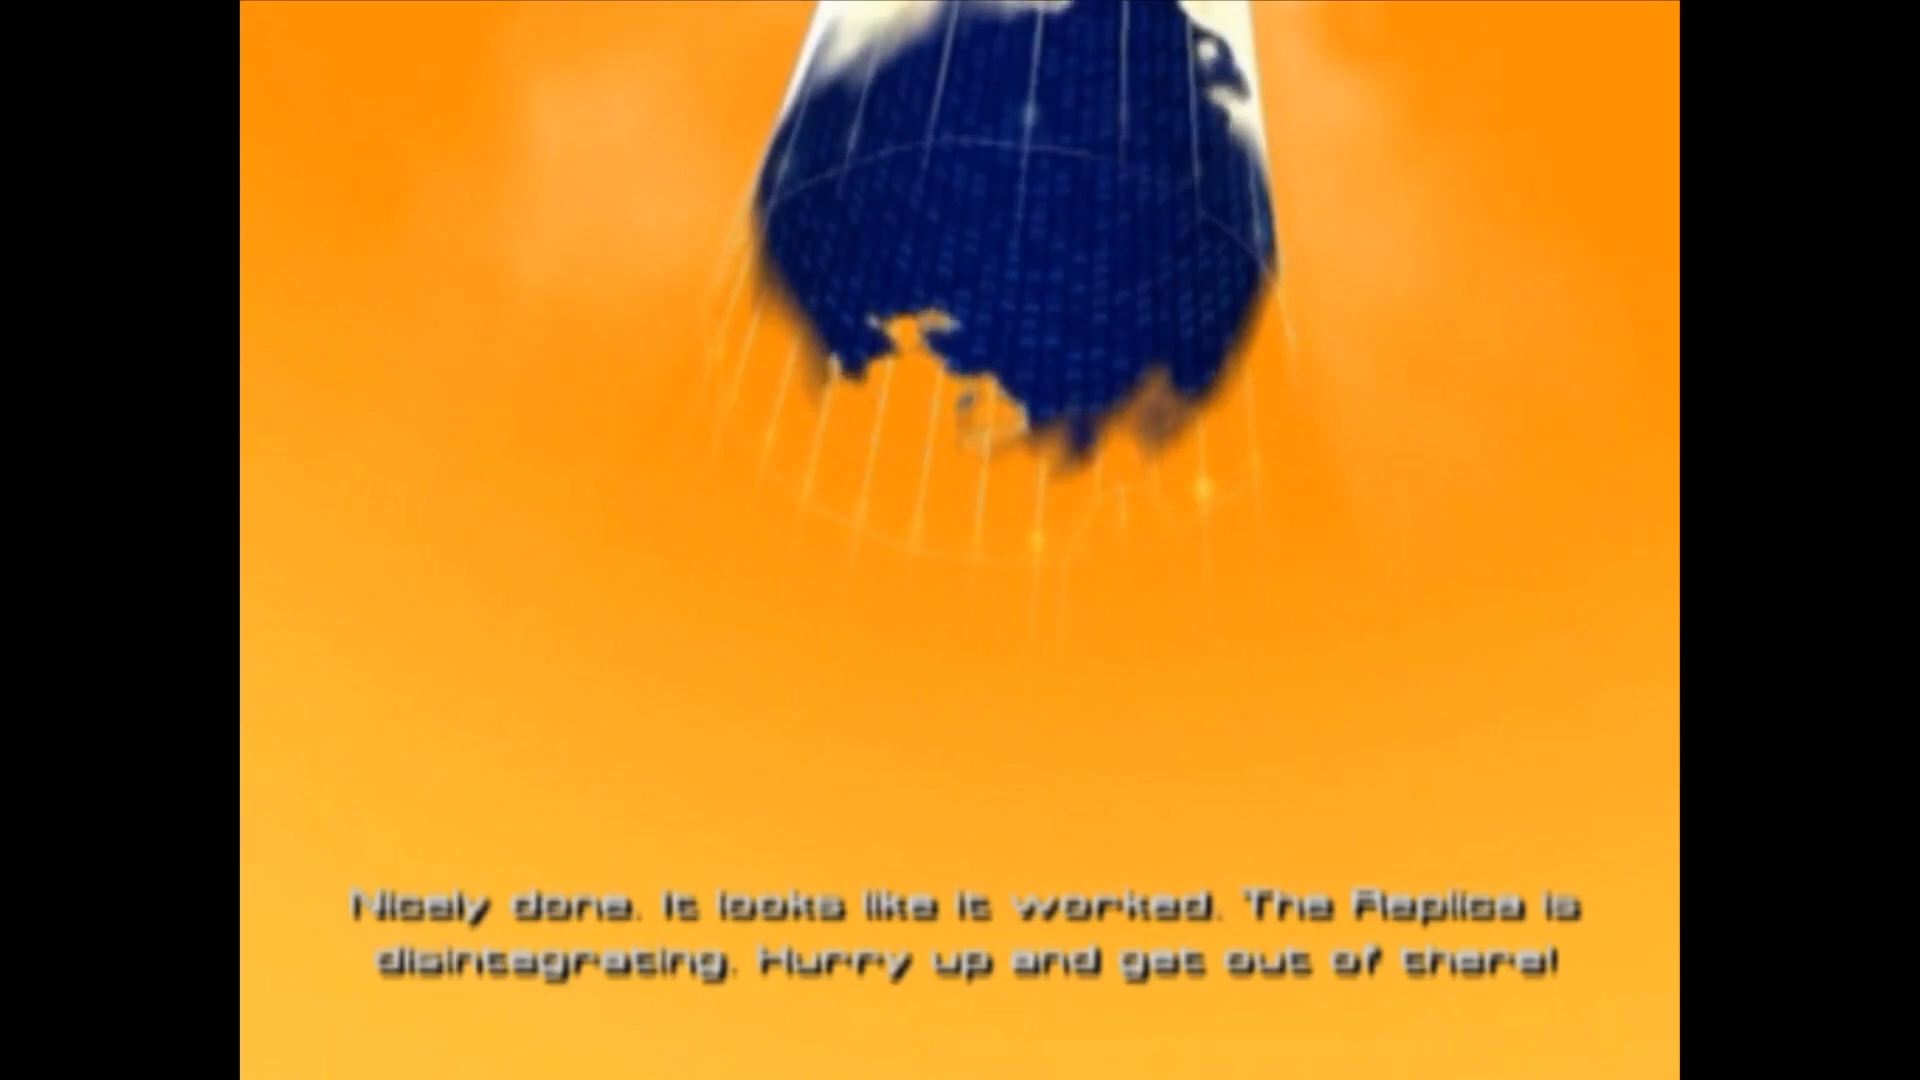 Nicely done. It looks like it worked. The Replica is
disintegrating. Hurry up and get out of there!